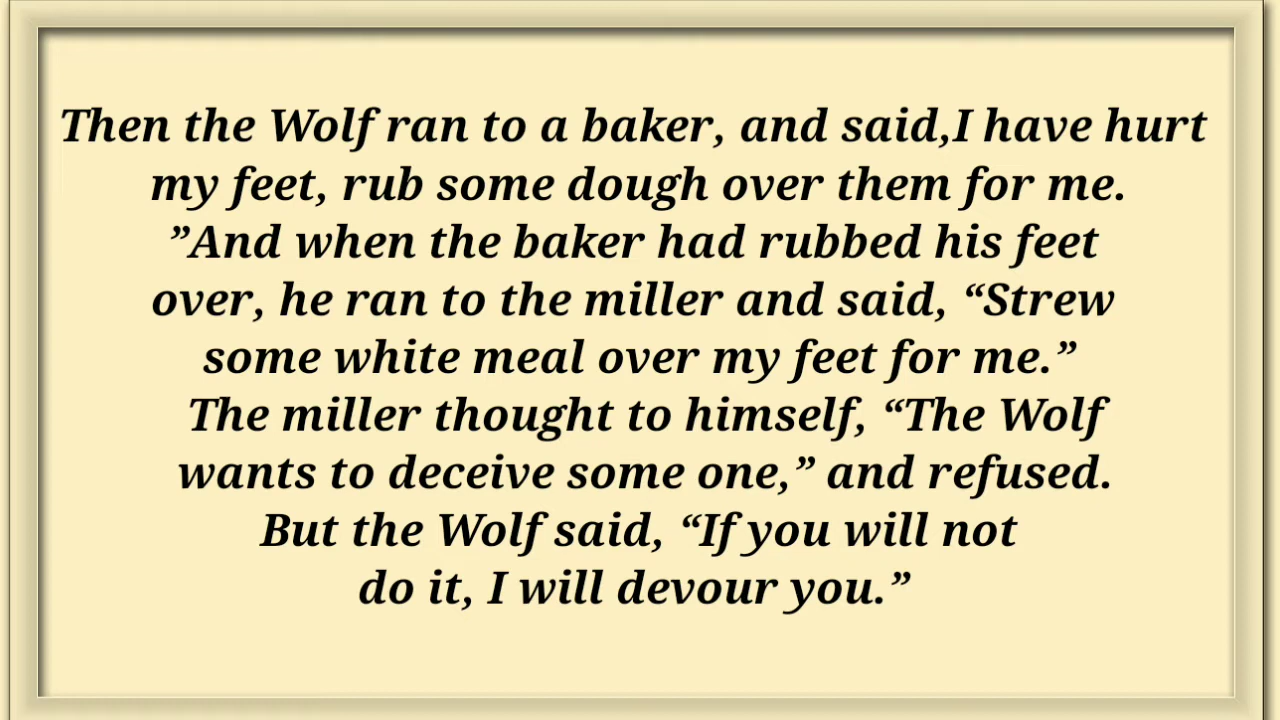 Then the Wolf ran to a baker, and said,I have hurt
my feet, rub some dough over them for me.
”And when the baker had rubbed his feet
over, he ran to the miller and said, “Strew
some white meal over my feet for me.”
The miller thought to himself, “The Wolf
wants to deceive some one,” and refused.
But the Wolf said, “If you will not
do it, I will devour you.”